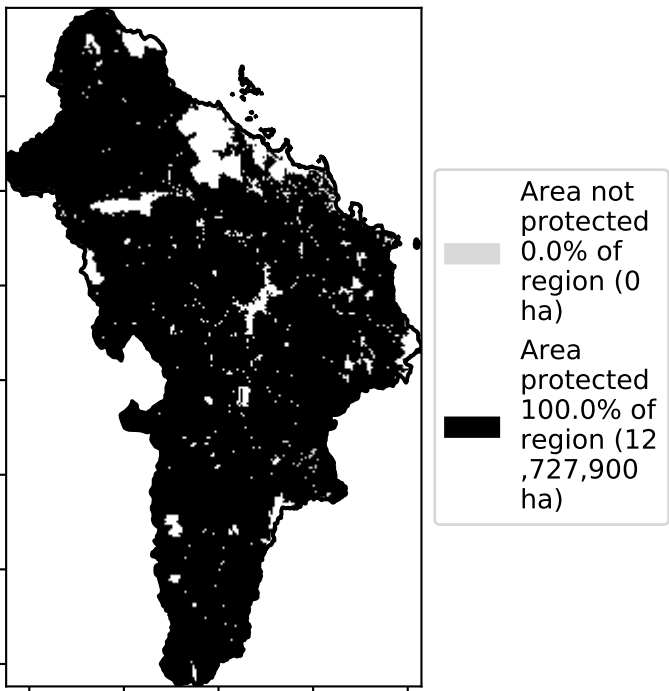 Area not
protected
0.0% of
region (0
ha)
Area
protected
100.0% of
region (12
,727,900
ha)